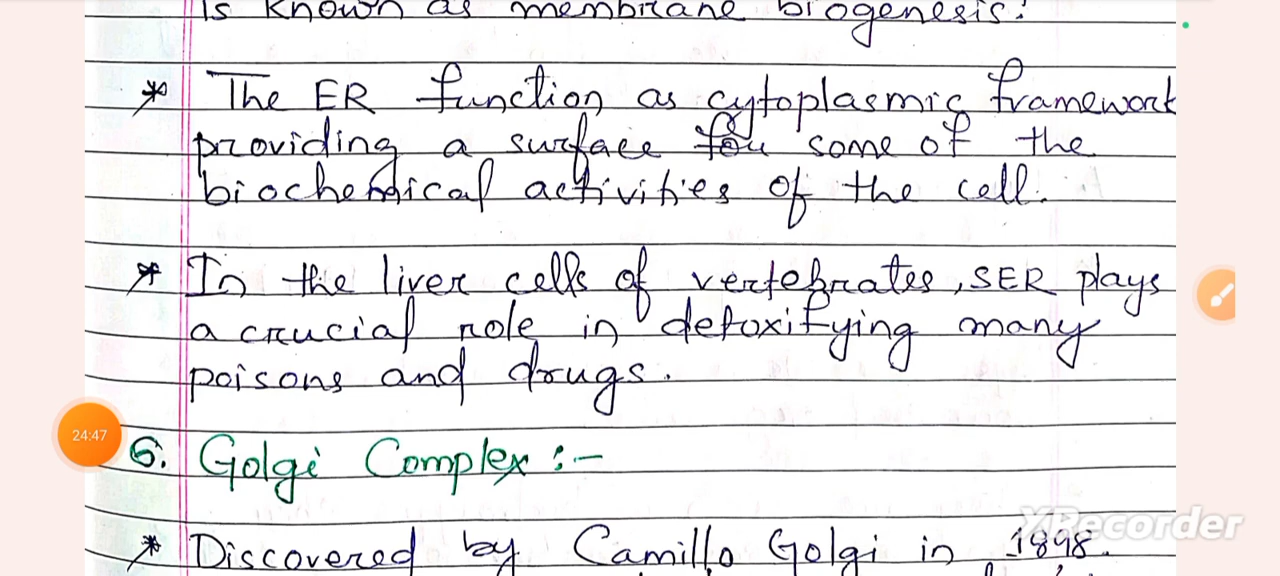 is known as membrane biogenesis.
* The ER function as cytoplasmic framework
providing a surface for some of the
biochemical activities of the cell.
* In the liver cells of vertebrates, SER plays
a crucial role in detoxifying many
poisons and drugs.
24:47
6. Golgi Complex :-
* Discovered by Camillo Golgi in 1898.
XRecorder